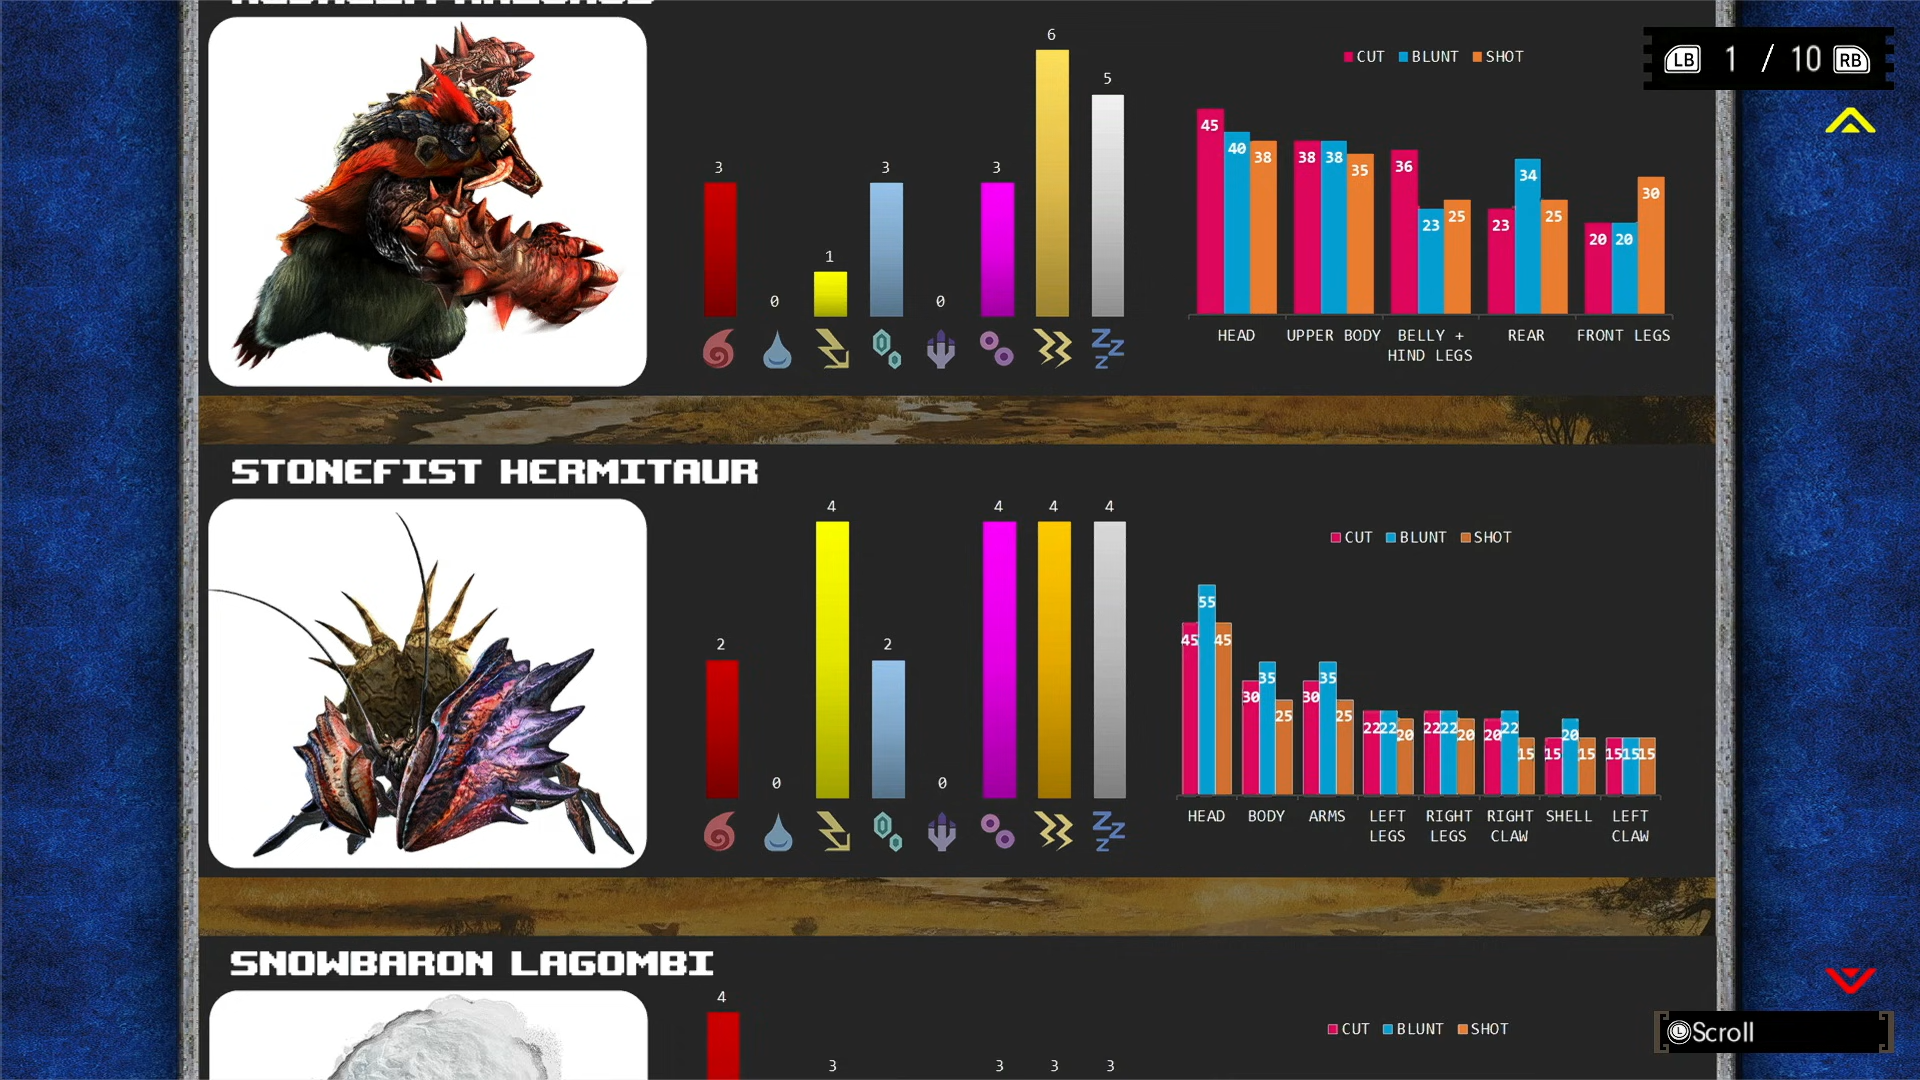 LB 1 / 10 RB
6
5
3
3
3
1
0
0
CUT BLUNT SHOT
45 40 38 38 38 35 36 23 25 23 34 25 20 20 30
HEAD UPPER BODY BELLY + HIND LEGS REAR FRONT LEGS
STONEFIST HERMITAUR
4 4 4 4
2 2
0 0
CUT BLUNT SHOT
45 55 45 30 35 25 30 35 25 22 22 20 22 22 20 20 22 15 15 20 15 15 15 15
HEAD BODY ARMS LEFT LEGS RIGHT LEGS RIGHT CLAW SHELL LEFT CLAW
SNOWBARON LAGOMBI
4
3 3 3 3
CUT BLUNT SHOT
L Scroll